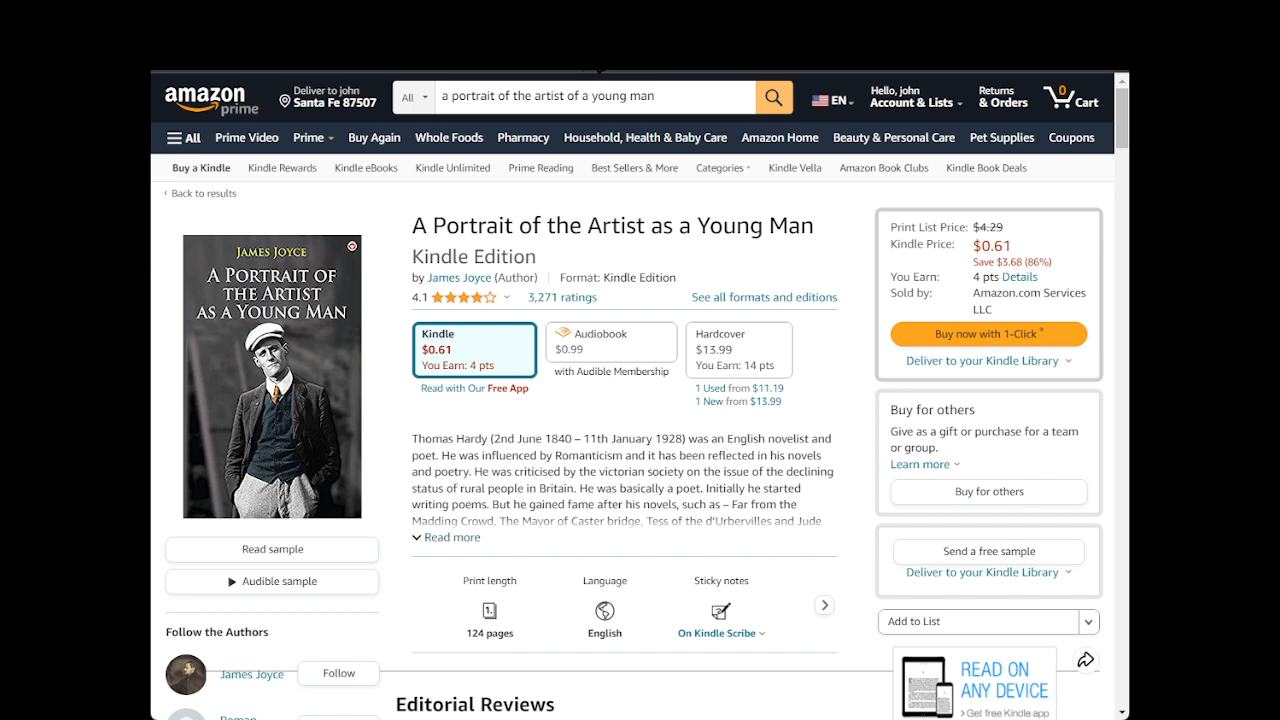 amazon
prime
Deliver to john
Santa Fe 87507
All
a portrait of the artist of a young man
EN
Hello, john
Account & Lists
Returns
& Orders
0
Cart
All
Prime Video
Prime
Buy Again
Whole Foods
Pharmacy
Household, Health & Baby Care
Amazon Home
Beauty & Personal Care
Pet Supplies
Coupons
Buy a Kindle
Kindle Rewards
Kindle eBooks
Kindle Unlimited
Prime Reading
Best Sellers & More
Categories
Kindle Vella
Amazon Book Clubs
Kindle Book Deals
‹ Back to results
JAMES JOYCE
A PORTRAIT OF
THE ARTIST
AS A YOUNG MAN
Read sample
Audible sample
Follow the Authors
James Joyce
Follow
Roman
A Portrait of the Artist as a Young Man
Kindle Edition
by James Joyce (Author) | Format: Kindle Edition
4.1
3,271 ratings
See all formats and editions
Kindle
$0.61
You Earn: 4 pts
Read with Our Free App
Audiobook
$0.99
with Audible Membership
Hardcover
$13.99
You Earn: 14 pts
1 Used from $11.19
1 New from $13.99
Thomas Hardy (2nd June 1840 – 11th January 1928) was an English novelist and
poet. He was influenced by Romanticism and it has been reflected in his novels
and poetry. He was criticised by the victorian society on the issue of the declining
status of rural people in Britain. He was basically a poet. Initially he started
writing poems. But he gained fame after his novels, such as – Far from the
Madding Crowd, The Mayor of Caster bridge, Tess of the d'Urbervilles and Jude
Read more
Print length
1.
124 pages
Language
English
Sticky notes
On Kindle Scribe
Editorial Reviews
Print List Price: $4.29
Kindle Price: $0.61
Save $3.68 (86%)
You Earn: 4 pts Details
Sold by: Amazon.com Services
LLC
Buy now with 1-Click ®
Deliver to your Kindle Library
Buy for others
Give as a gift or purchase for a team
or group.
Learn more
Buy for others
Send a free sample
Deliver to your Kindle Library
Add to List
READ ON
ANY DEVICE
› Get free Kindle app